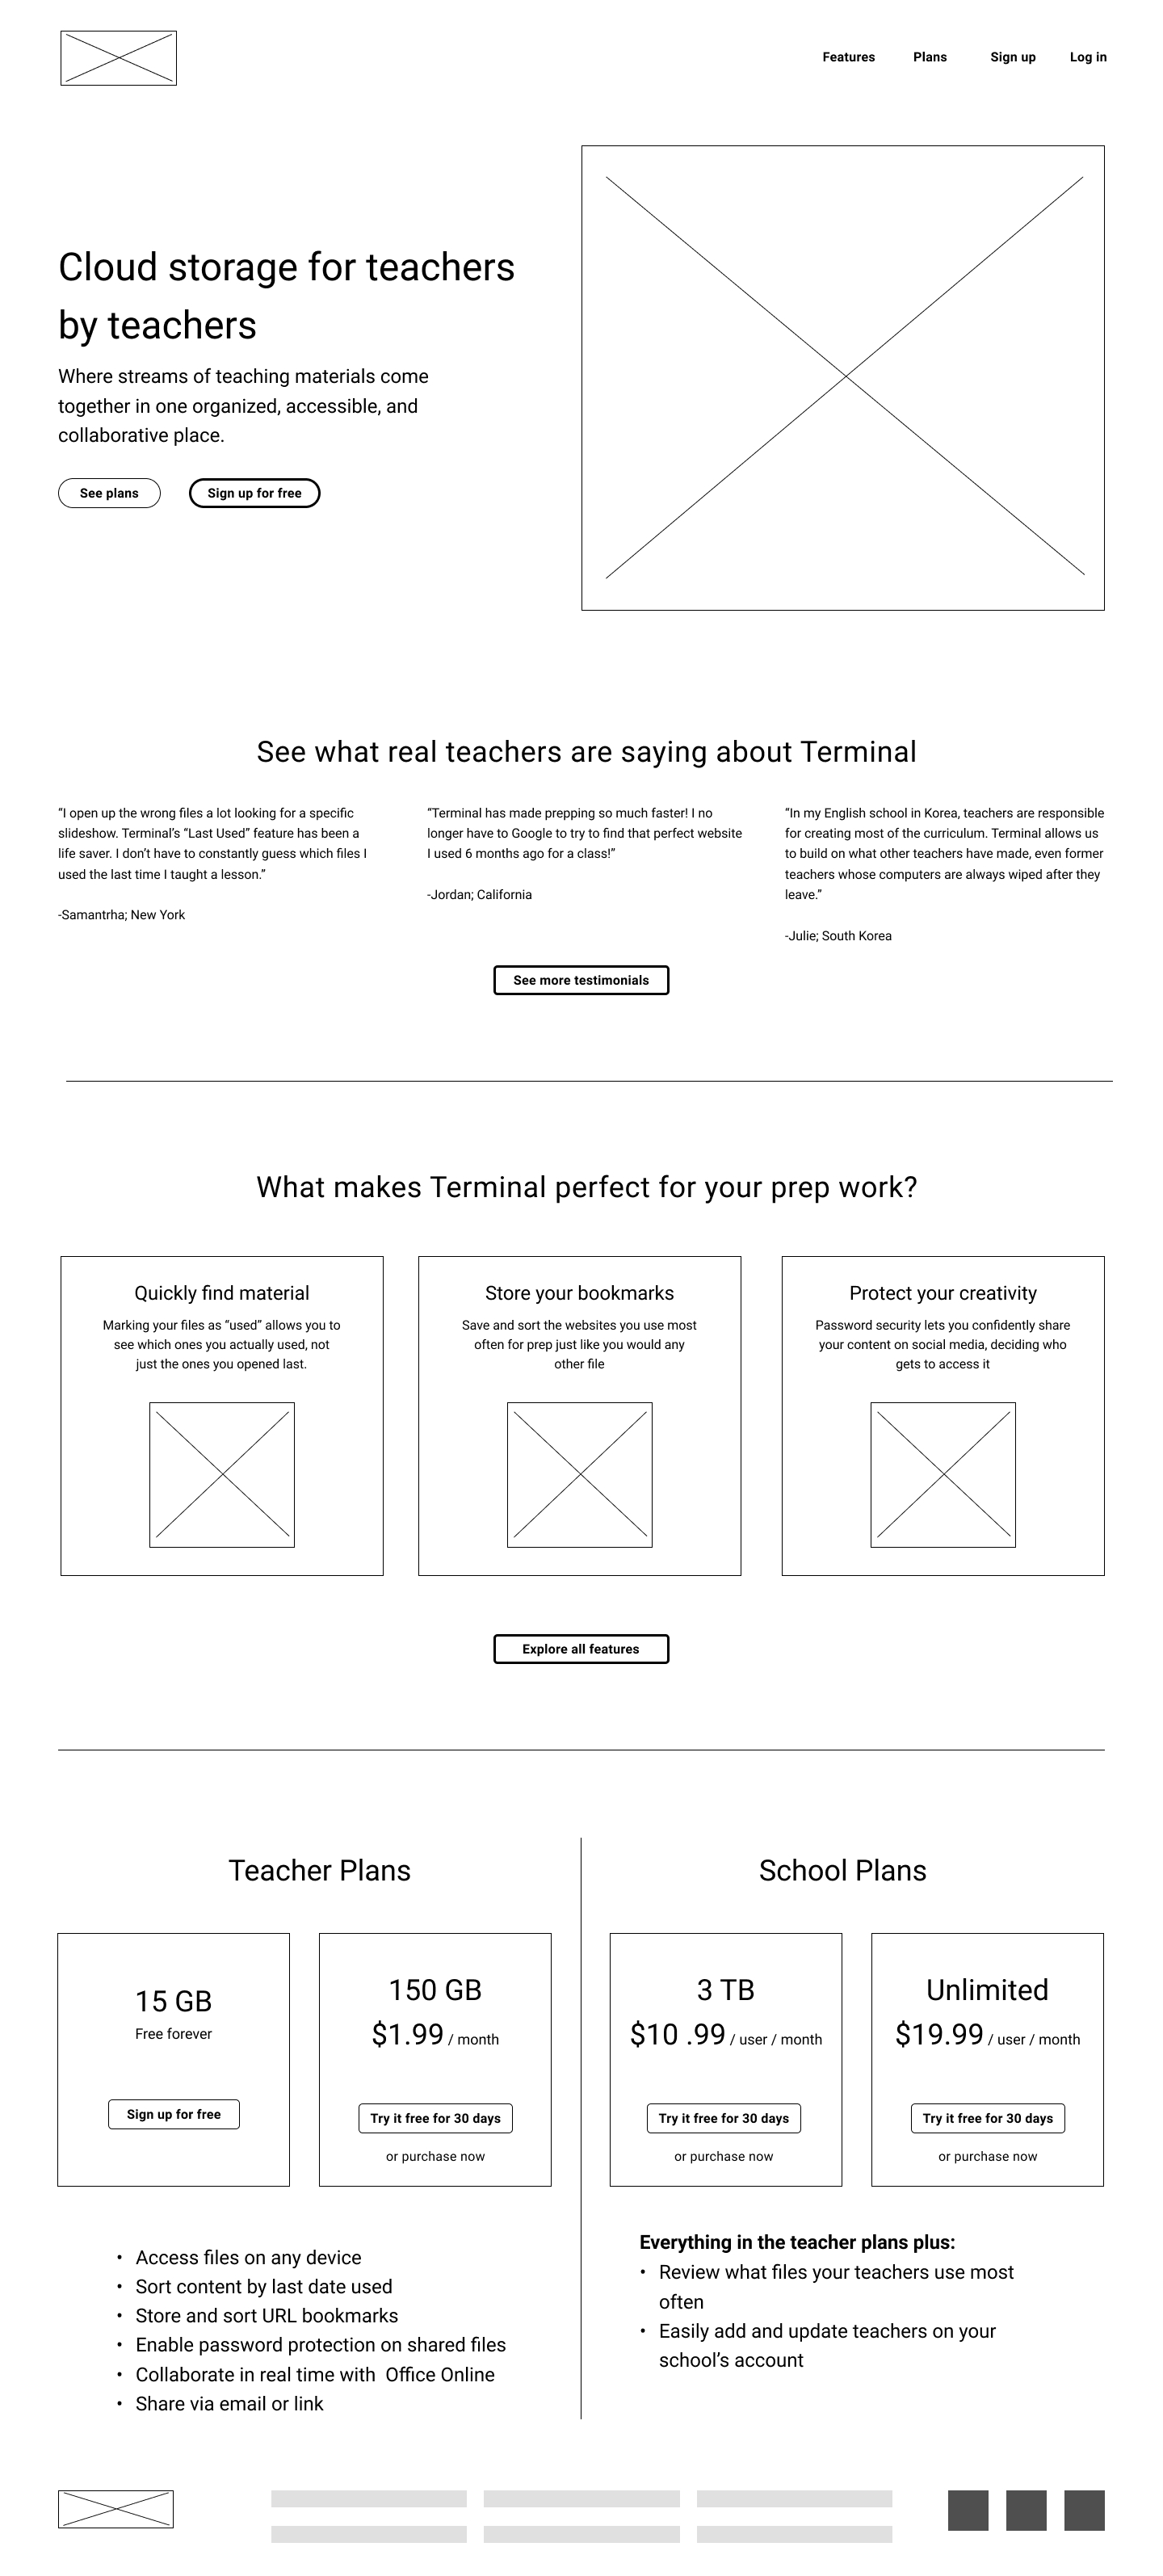 Features Plans Sign up Log in
Cloud storage for teachers
by teachers
Where streams of teaching materials come
together in one organized, accessible, and
collaborative place.
See plans Sign up for free
See what real teachers are saying about Terminal
“I open up the wrong files a lot looking for a specific
slideshow. Terminal’s “Last Used” feature has been a
life saver. I don’t have to constantly guess which files I
used the last time I taught a lesson.”
-Samantrha; New York
“Terminal has made prepping so much faster! I no
longer have to Google to try to find that perfect website
I used 6 months ago for a class!”
-Jordan; California
“In my English school in Korea, teachers are responsible
for creating most of the curriculum. Terminal allows us
to build on what other teachers have made, even former
teachers whose computers are always wiped after they
leave.”
-Julie; South Korea
See more testimonials
What makes Terminal perfect for your prep work?
Quickly find material
Marking your files as “used” allows you to
see which ones you actually used, not
just the ones you opened last.
Store your bookmarks
Save and sort the websites you use most
often for prep just like you would any
other file
Protect your creativity
Password security lets you confidently share
your content on social media, deciding who
gets to access it
Explore all features
Teacher Plans
15 GB
Free forever
Sign up for free
150 GB
$1.99 / month
Try it free for 30 days
or purchase now
• Access files on any device
• Sort content by last date used
• Store and sort URL bookmarks
• Enable password protection on shared files
• Collaborate in real time with  Office Online
• Share via email or link
School Plans
3 TB
$10 .99 / user / month
Try it free for 30 days
or purchase now
Unlimited
$19.99 / user / month
Try it free for 30 days
or purchase now
Everything in the teacher plans plus:
• Review what files your teachers use most
often
• Easily add and update teachers on your
school’s account